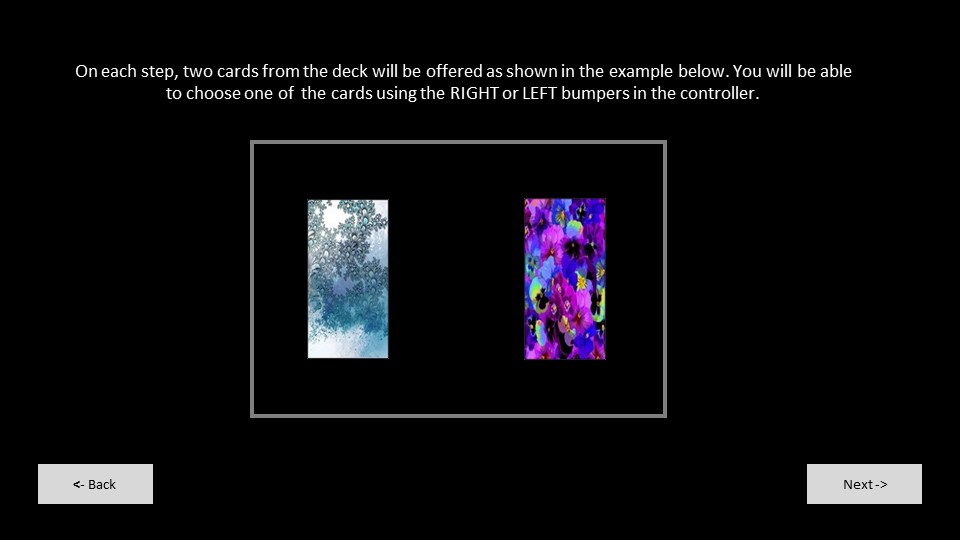 On each step, two cards from the deck will be offered as shown in the example below. You will be able
to choose one of the cards using the RIGHT or LEFT bumpers in the controller.
<- Back
Next ->